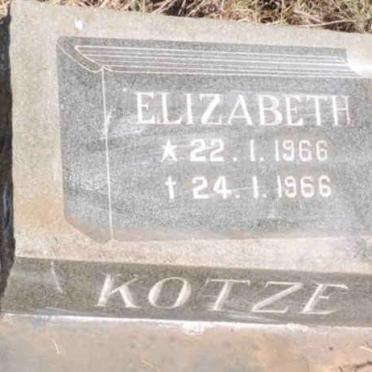 ELIZABETH
★ 22.1.1966
† 24.1.1966
KOTZE